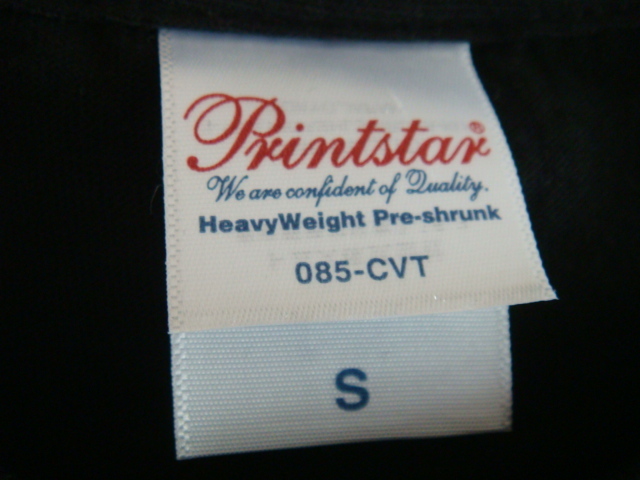 Printstar®
We are confident of Quality.
HeavyWeight Pre-shrunk
085-CVT
S